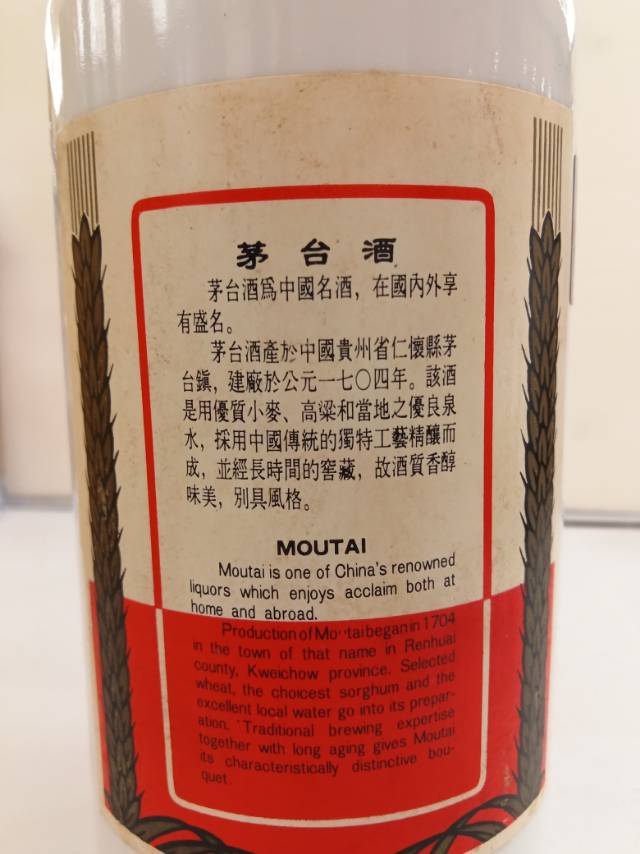 茅台酒
茅台酒爲中國名酒，在國內外享
有盛名。
茅台酒產於中國貴州省仁懷縣茅
台鎭，建廠於公元一七〇四年。該酒
是用優質小麥、高粱和當地之優良泉
水，採用中國傳統的獨特工藝精釀而
成，並經長時間的窖藏，故酒質香醇
味美，別具風格。
MOUTAI
Moutai is one of China's renowned
liquors which enjoys acclaim both at
home and abroad.
Production of Moutai began in 1704
in the town of that name in Renhuai
county, Kweichow province. Selected
wheat, the choicest sorghum and the
excellent local water go into its prepar-
ation. Traditional brewing expertise
together with long aging gives Moutai
its characteristically distinctive bou-
quet.